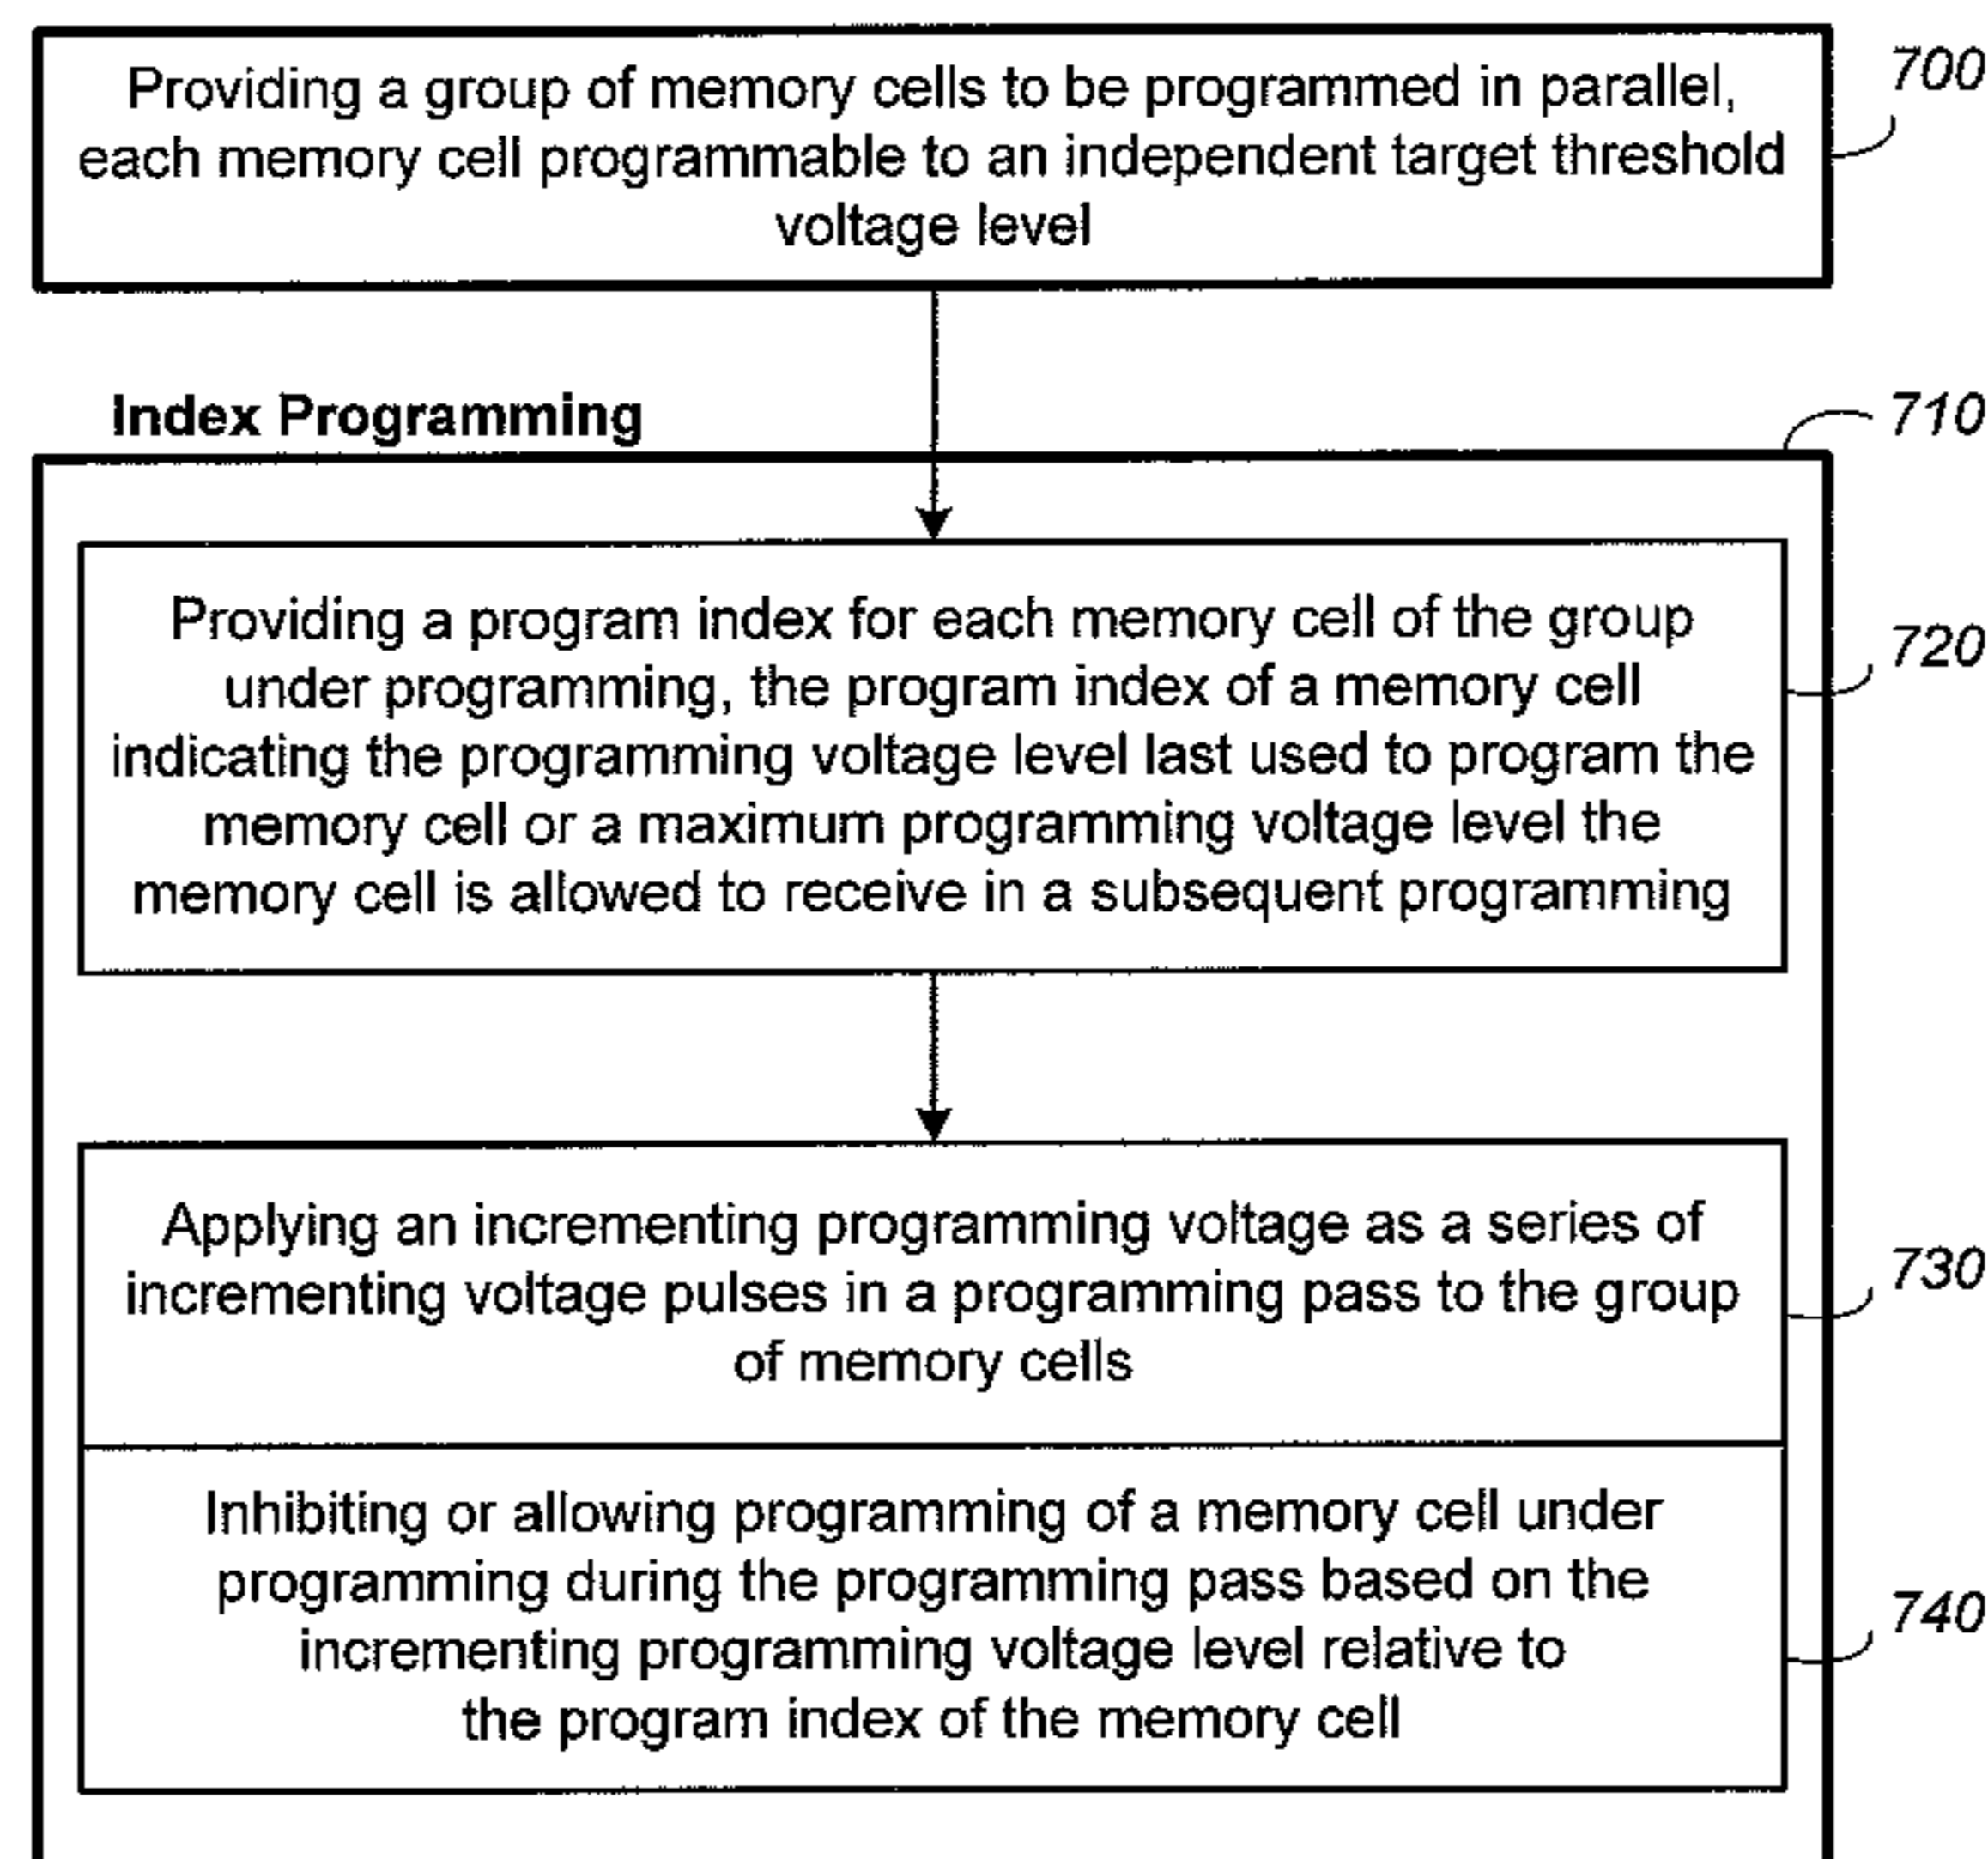 Providing a group of memory cells to be programmed in parallel,
each memory cell programmable to an independent target threshold
voltage level
700
Index Programming
710
Providing a program index for each memory cell of the group
under programming, the program index of a memory cell
indicating the programming voltage level last used to program the
memory cell or a maximum programming voltage level the
memory cell is allowed to receive in a subsequent programming
720
Applying an incrementing programming voltage as a series of
incrementing voltage pulses in a programming pass to the group
of memory cells
730
Inhibiting or allowing programming of a memory cell under
programming during the programming pass based on the
incrementing programming voltage level relative to
the program index of the memory cell
740